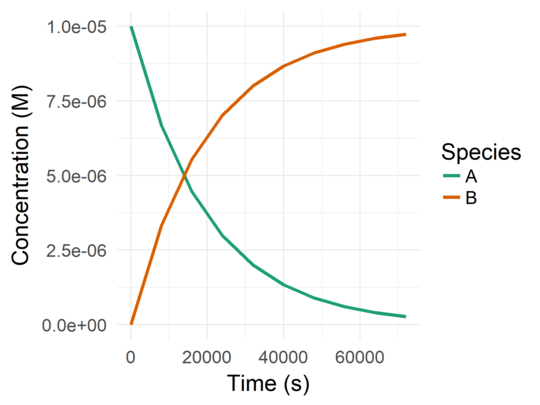 1.0e-05
7.5e-06
5.0e-06
2.5e-06
0.0e+00
Concentration (M)
0 20000 40000 60000
Time (s)
Species
A
B